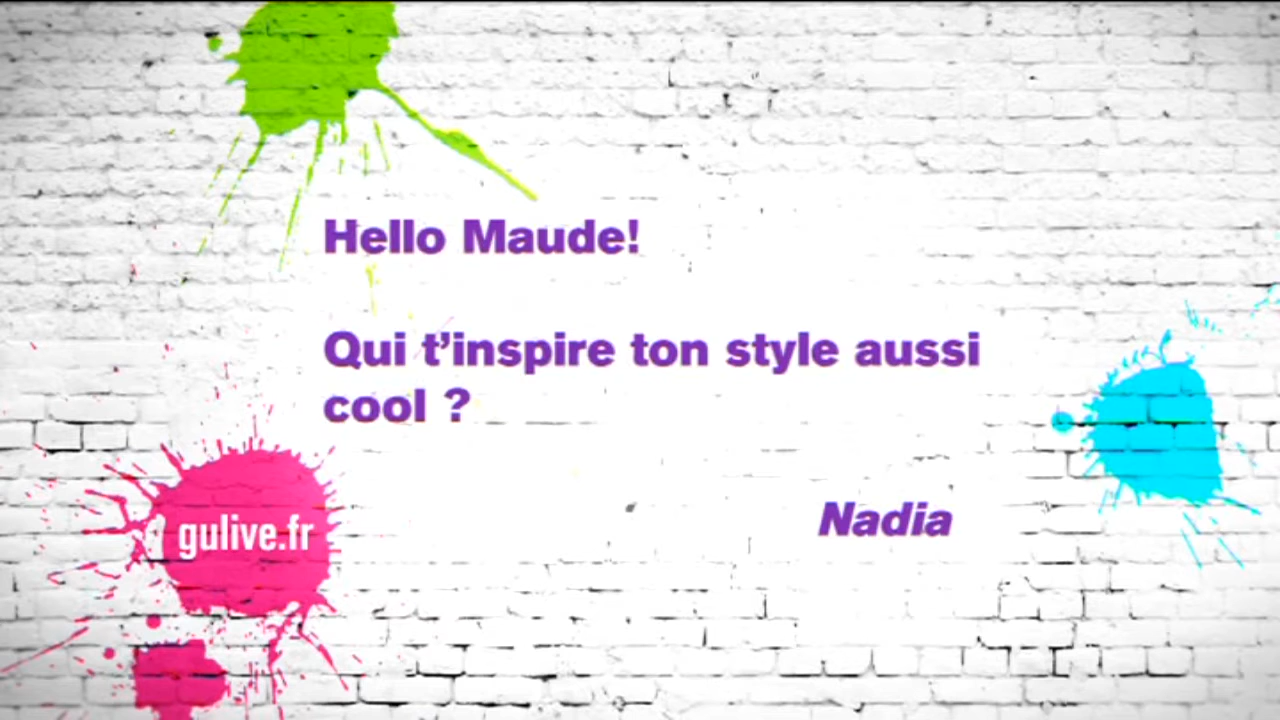 Hello Maude!
Qui t’inspire ton style aussi
cool ?
Nadia
gulive.fr